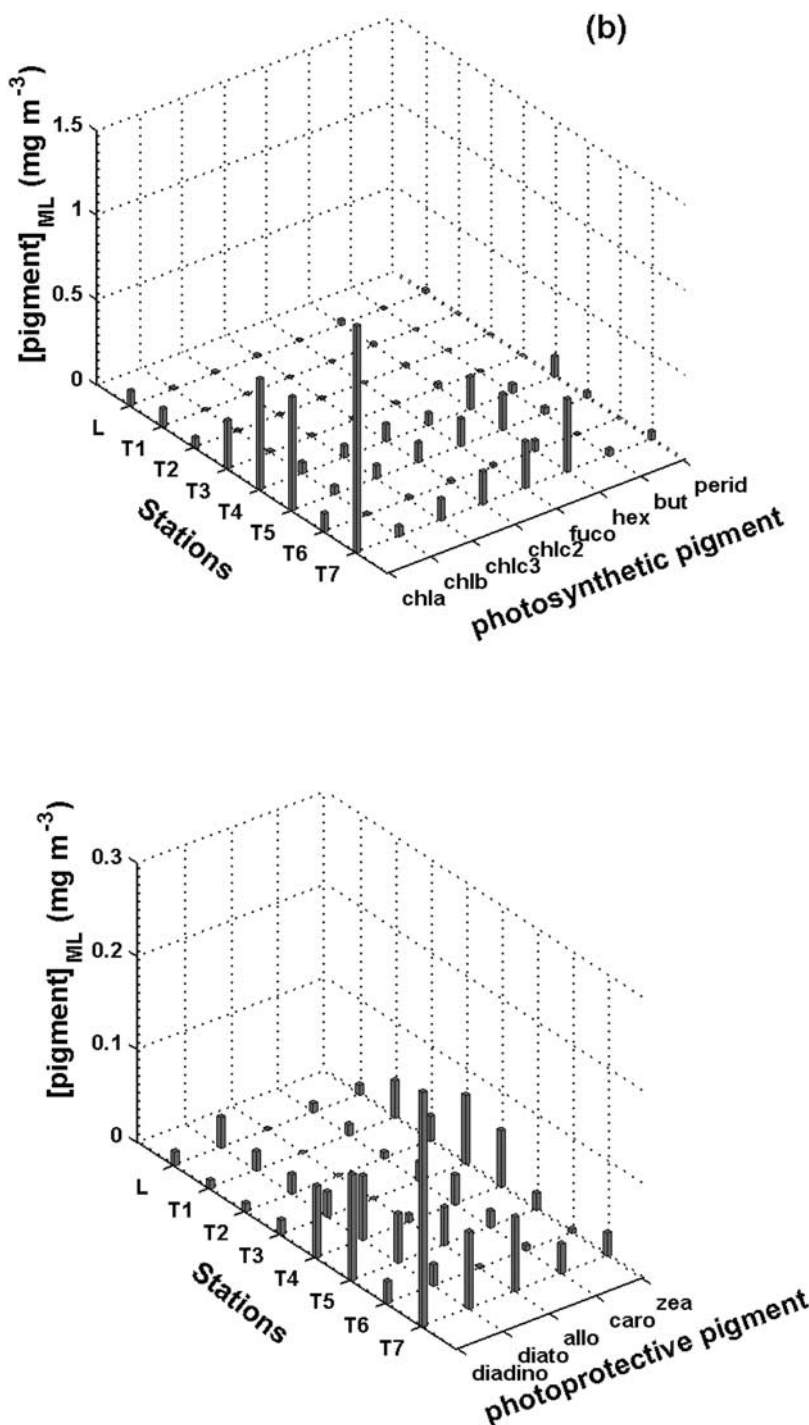 (b)
[pigment]ML (mg m-3)
1.5
1
0.5
0
L
T1
T2
T3
T4
T5
T6
T7
Stations
chla
chlb
chlc3
chlc2
fuco
hex
but
perid
photosynthetic pigment
[pigment]ML (mg m-3)
0.3
0.2
0.1
0
L
T1
T2
T3
T4
T5
T6
T7
Stations
diadino
diato
allo
caro
zea
photoprotective pigment